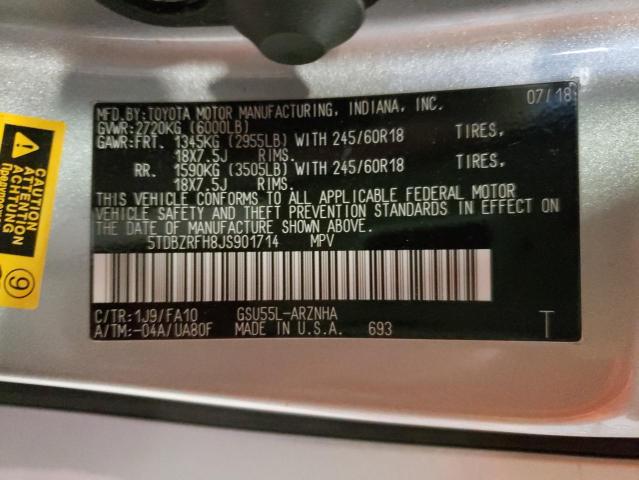 MFD.BY:TOYOTA MOTOR MANUFACTURING, INDIANA, INC. 07/18
GVWR:2720KG (6000LB)
GAWR:FRT. 1345KG (2955LB) WITH 245/60R18 TIRES,
18X7.5J RIMS.
RR. 1590KG (3505LB) WITH 245/60R18 TIRES,
18X7.5J RIMS.
THIS VEHICLE CONFORMS TO ALL APPLICABLE FEDERAL MOTOR
VEHICLE SAFETY AND THEFT PREVENTION STANDARDS IN EFFECT ON
THE DATE OF MANUFACTURE SHOWN ABOVE.
5TDBZRFH8JS901714 MPV
C/TR:1J9/FA10 GSU55L-ARZNHA
A/TM:-04A/UA80F MADE IN U.S.A. 693 T
CAUTION
ACHTUNG
9